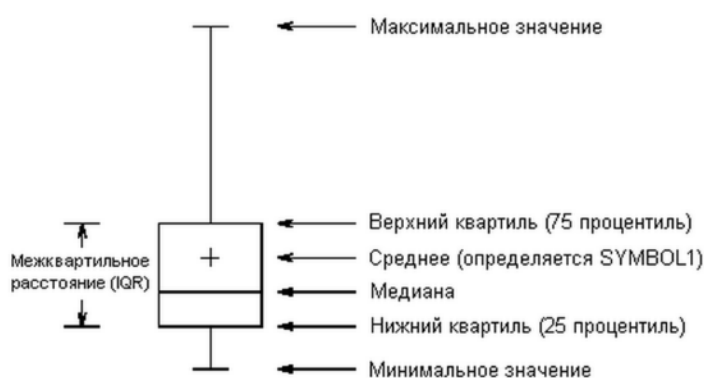 Максимальное значение
Верхний квартиль (75 процентиль)
Межквартильное
расстояние (IQR)
Среднее (определяется SYMBOL1)
Медиана
Нижний квартиль (25 процентиль)
Минимальное значение